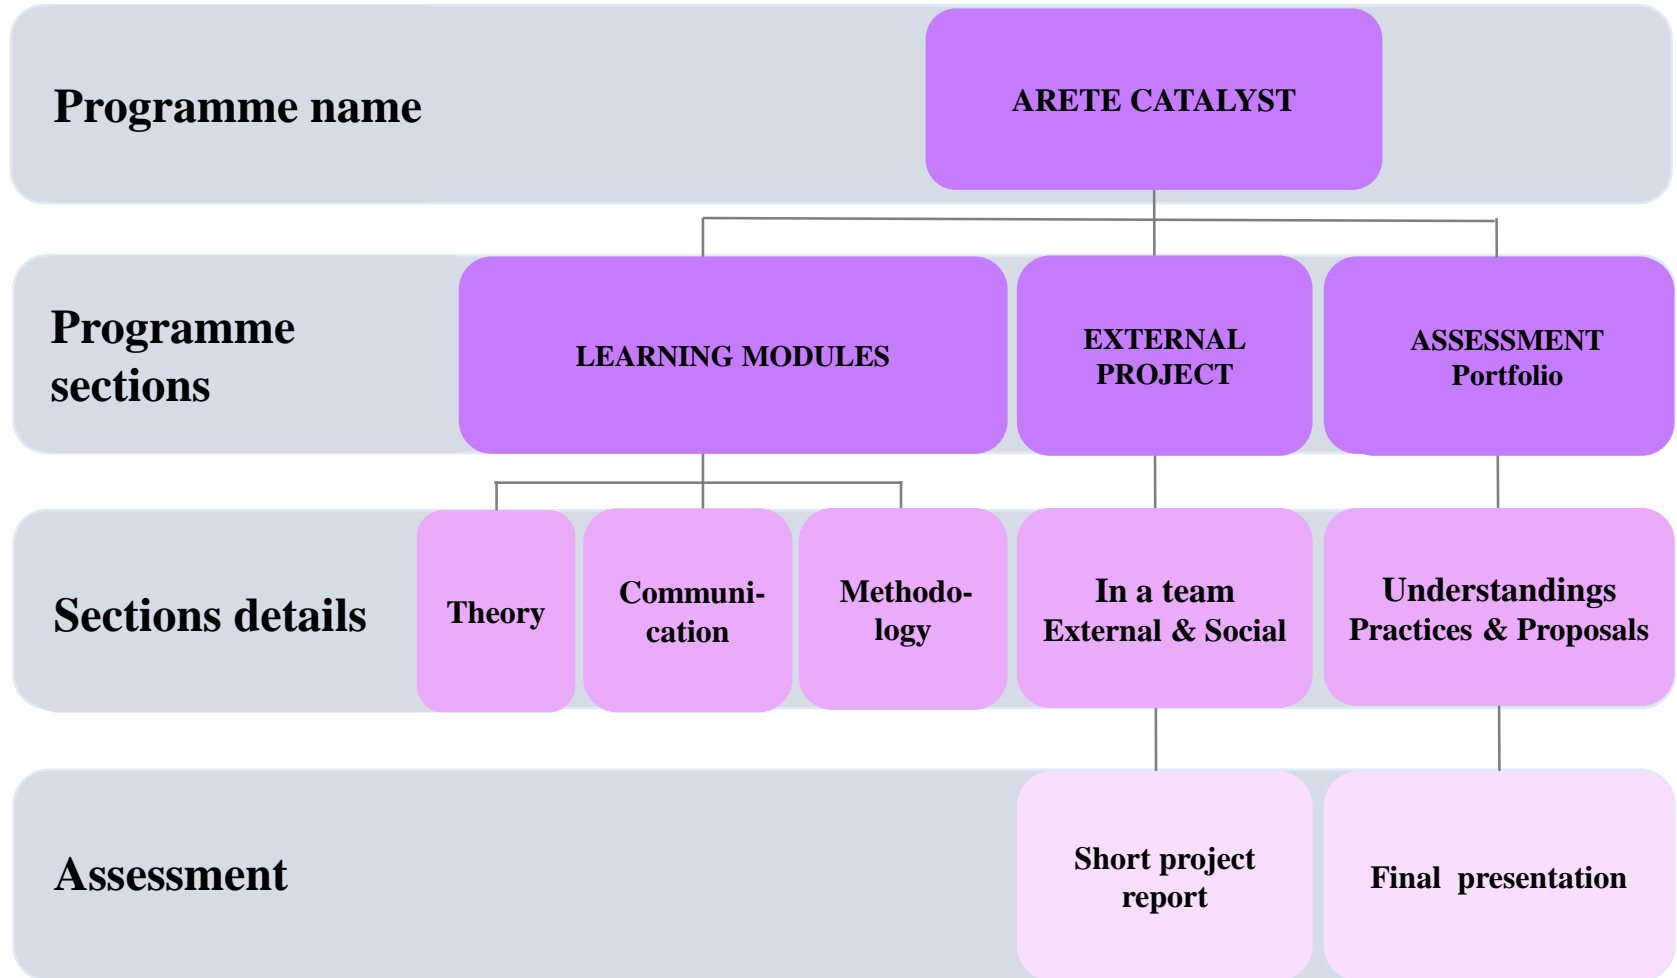 Programme name
ARETE CATALYST
Programme
sections
LEARNING MODULES
EXTERNAL
PROJECT
ASSESSMENT
Portfolio
Sections details
Theory
Communi-
cation
Methodo-
logy
In a team
External & Social
Understandings
Practices & Proposals
Assessment
Short project
report
Final presentation